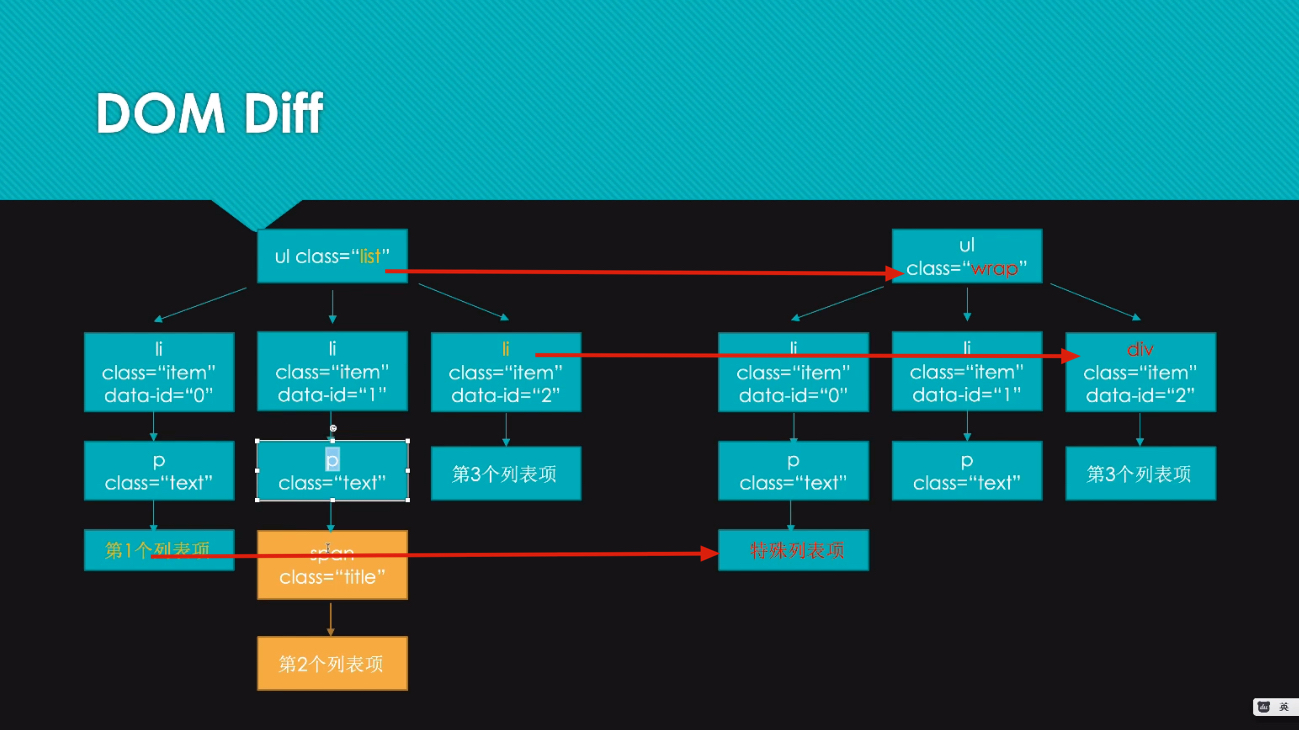 DOM Diff
ul class=“list”
ul
class=“wrap”
li
class=“item”
data-id=“0”
li
class=“item”
data-id=“1”
li
class=“item”
data-id=“2”
li
class=“item”
data-id=“0”
li
class=“item”
data-id=“1”
div
class=“item”
data-id=“2”
p
class=“text”
p
class=“text”
第3个列表项
p
class=“text”
p
class=“text”
第3个列表项
第1个列表项
span
class=“title”
特殊列表项
第2个列表项
英